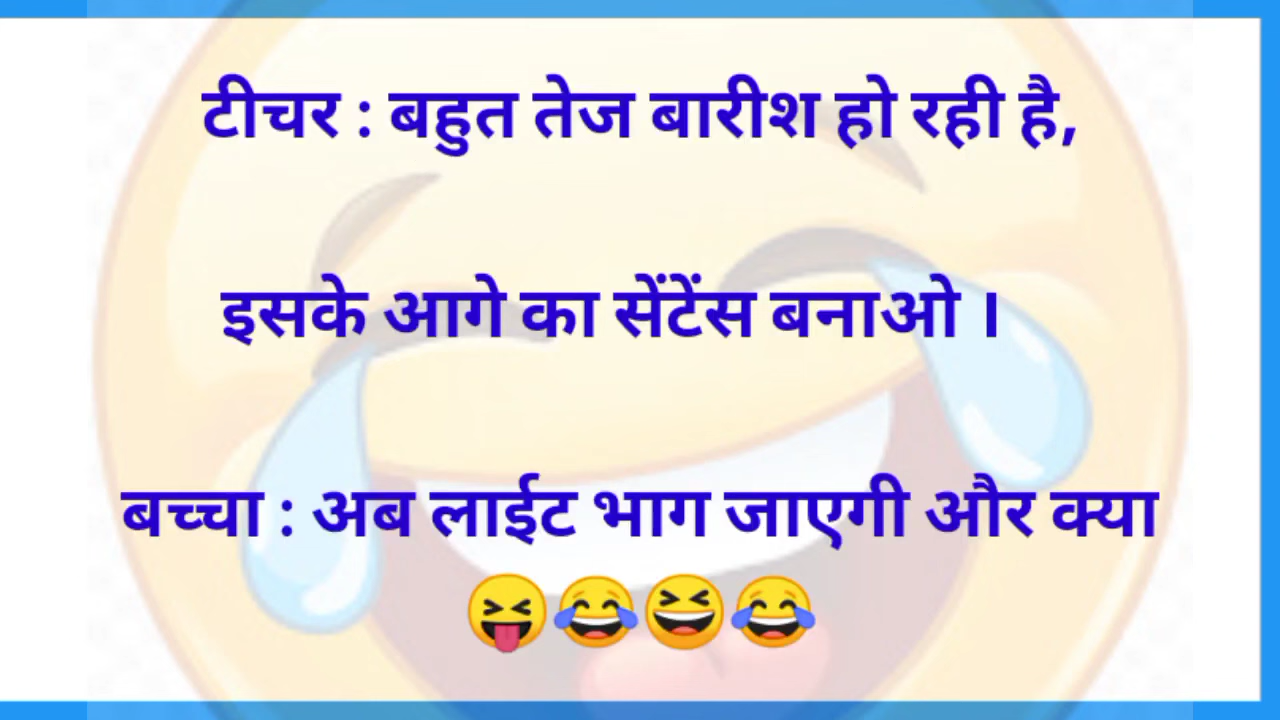 टीचर : बहुत तेज बारीश हो रही है,
इसके आगे का सेंटेंस बनाओ ।
बच्चा : अब लाईट भाग जाएगी और क्या
😝😂😆😂